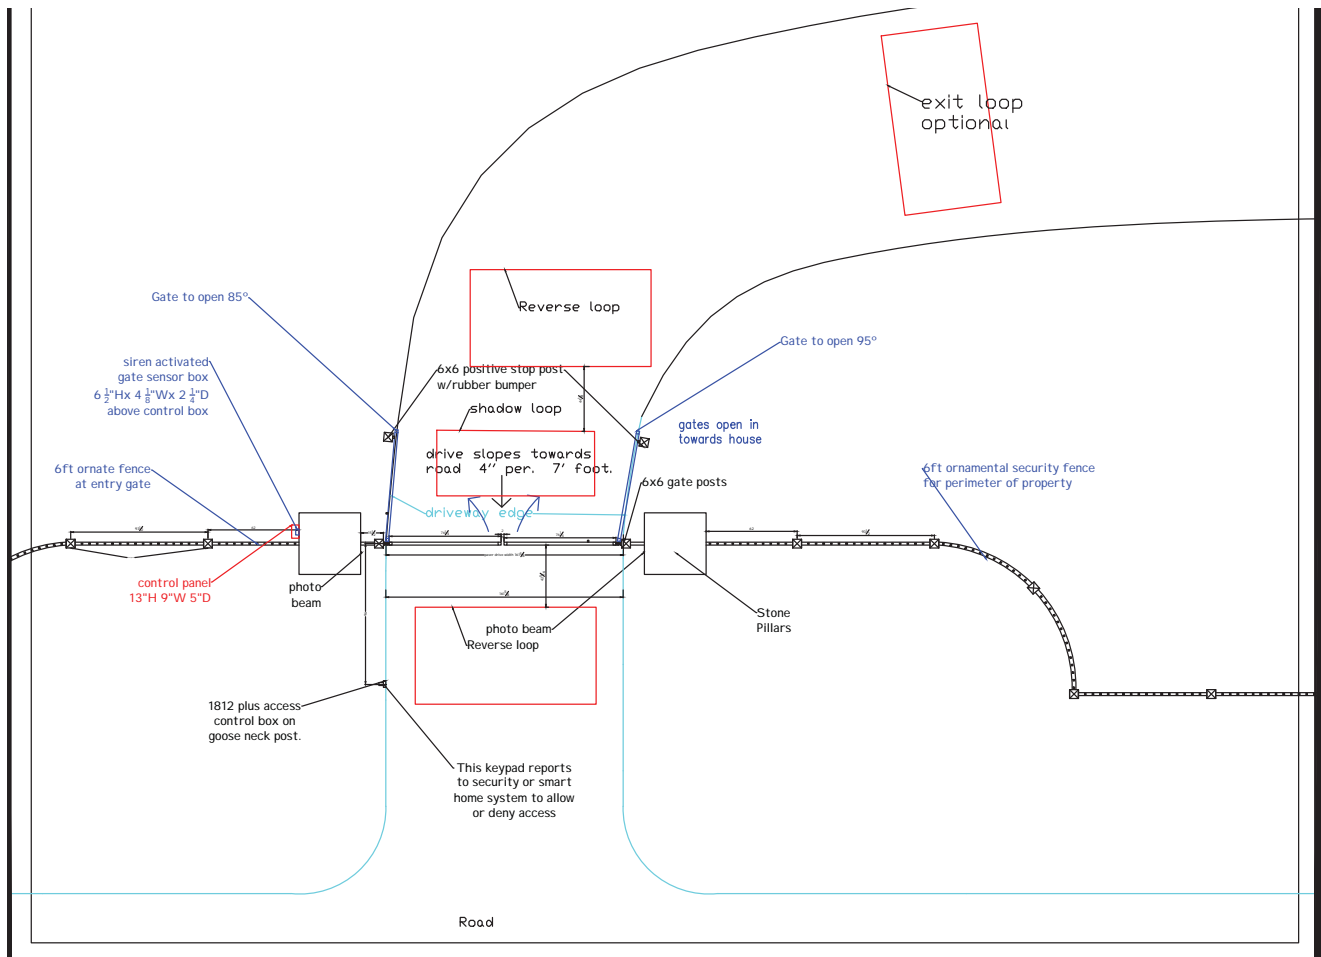 exit loop
optional
Gate to open 85°
Reverse loop
Gate to open 95°
siren activated
gate sensor box
6 1/2"Hx 4 1/8"Wx 2 1/4"D
above control box
6x6 positive stop post
w/rubber bumper
shadow loop
gates open in
towards house
drive slopes towards
road 4" per. 7' foot.
6ft ornate fence
at entry gate
6x6 gate posts
6ft ornamental security fence
for perimeter of property
driveway edge
control panel
13"H 9"W 5"D
photo
beam
photo beam
Reverse loop
Stone
Pillars
1812 plus access
control box on
goose neck post.
This keypad reports
to security or smart
home system to allow
or deny access
Road